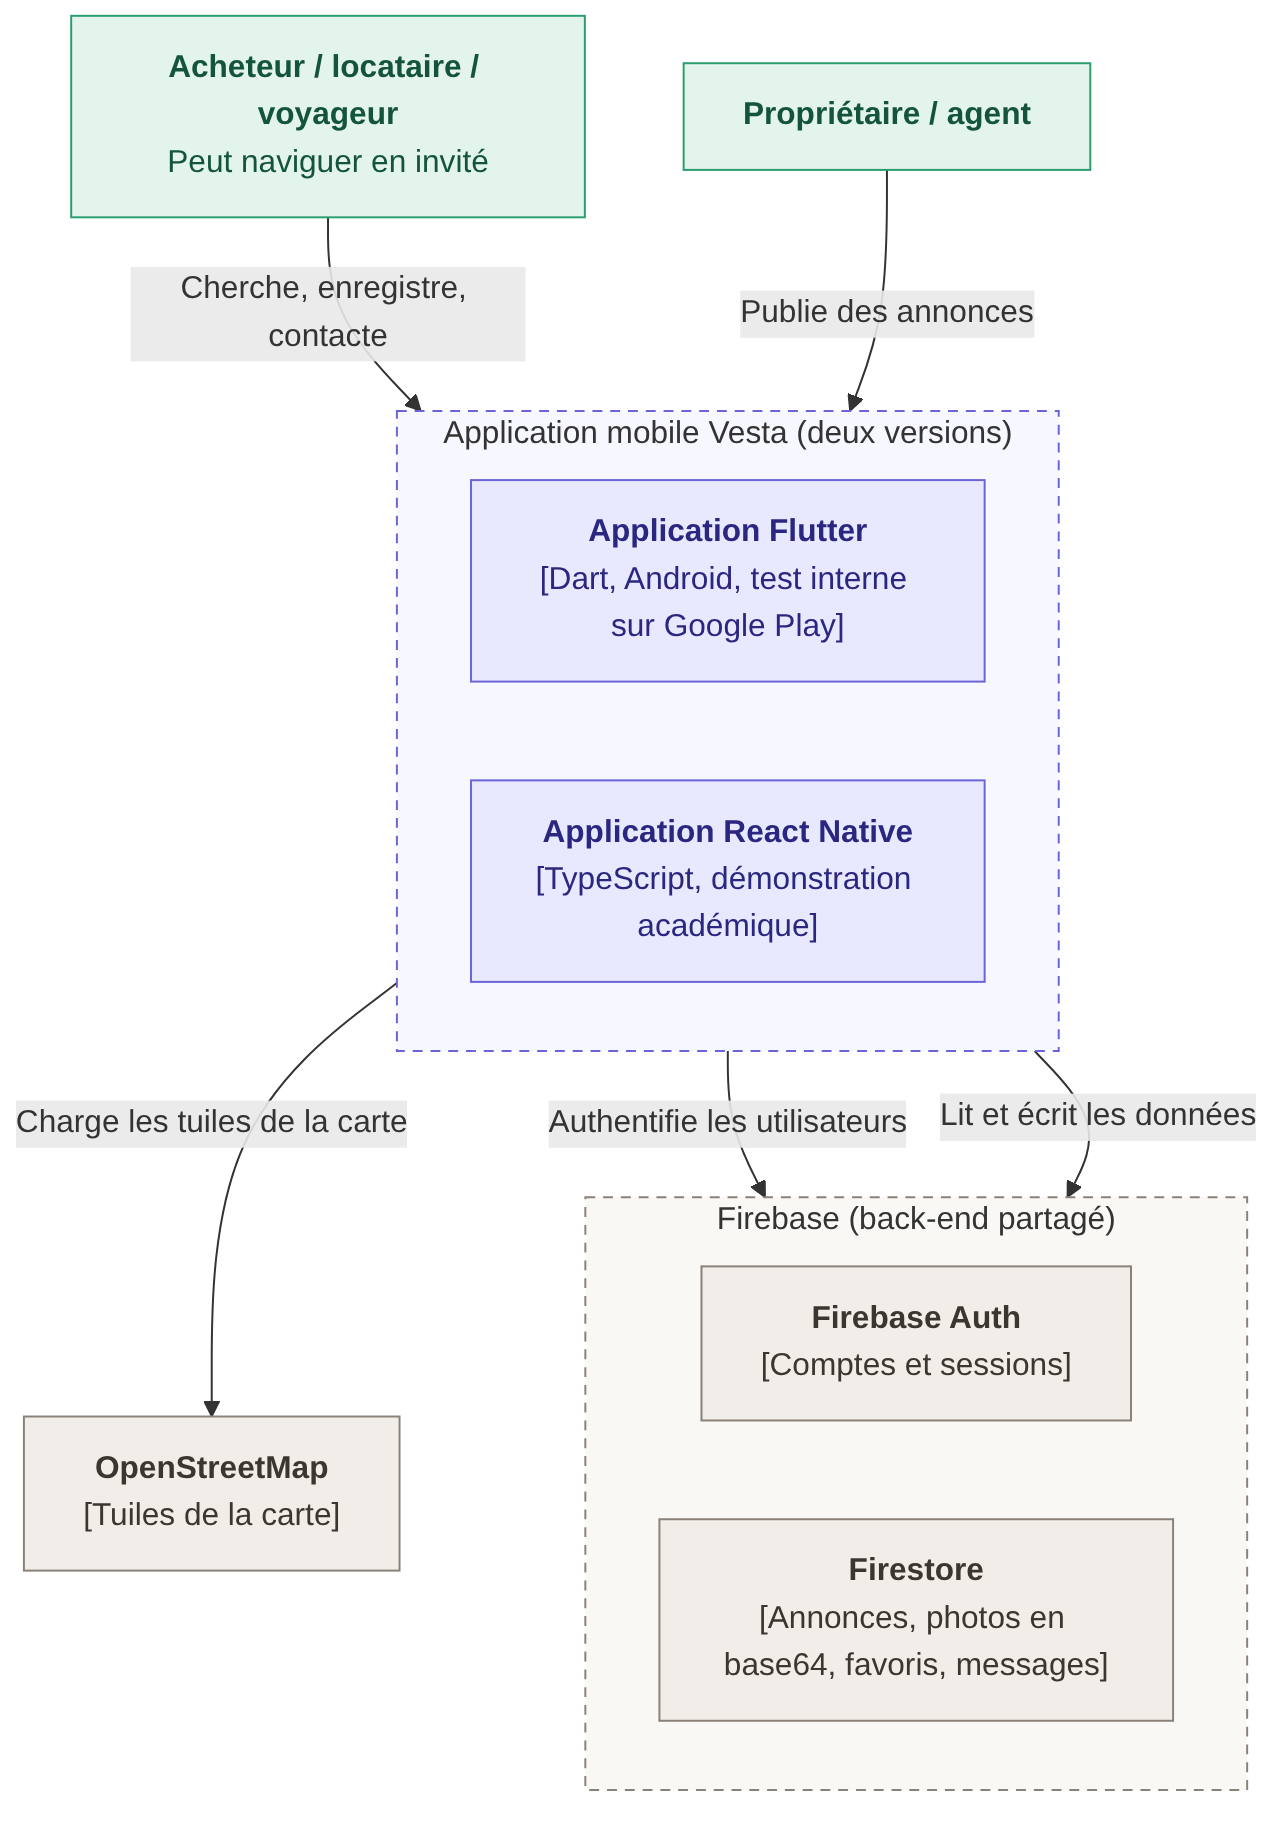 Acheteur / locataire /
voyageur
Peut naviguer en invité
Propriétaire / agent
Cherche, enregistre,
contacte
Publie des annonces
Application mobile Vesta (deux versions)
Application Flutter
[Dart, Android, test interne
sur Google Play]
Application React Native
[TypeScript, démonstration
académique]
Charge les tuiles de la carte
Authentifie les utilisateurs
Lit et écrit les données
Firebase (back-end partagé)
Firebase Auth
[Comptes et sessions]
OpenStreetMap
[Tuiles de la carte]
Firestore
[Annonces, photos en
base64, favoris, messages]